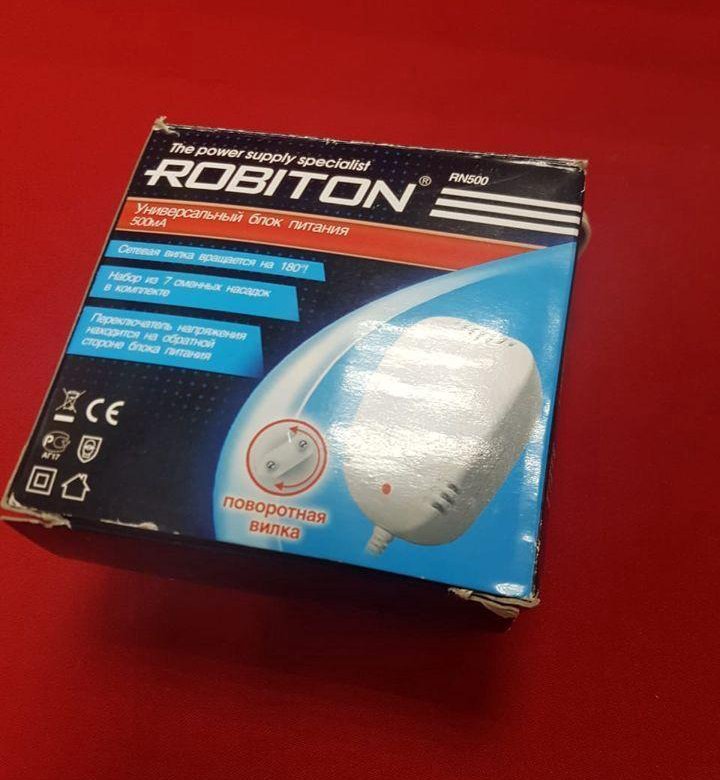 The power supply specialist
ROBITON®
RN500
Универсальный блок питания
500мА
Сетевая вилка вращается на 180°!
Набор из 7 сменных насадок
в комплекте
Переключатель напряжения
находится на обратной
стороне блока питания
CE
АГ17
поворотная
вилка